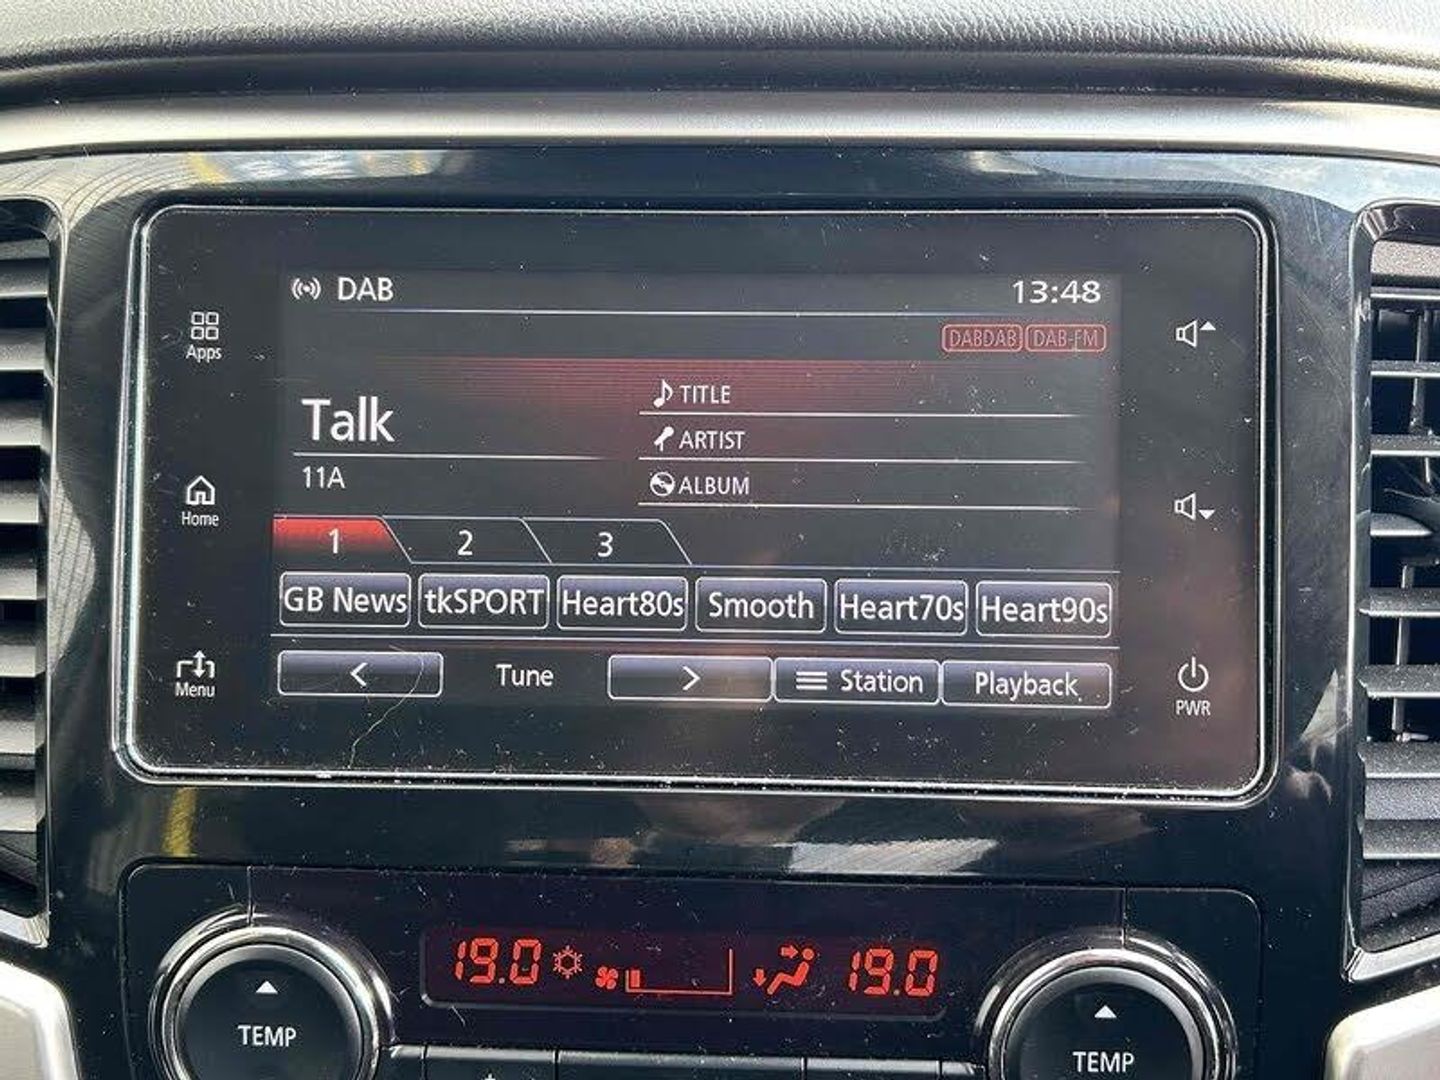 DAB
13:48
DABDAB DAB-FM
Apps
Talk
11A
TITLE
ARTIST
ALBUM
Home
1 2 3
GB News tkSPORT Heart80s Smooth Heart70s Heart90s
Menu
< Tune > Station Playback
PWR
19.0 19.0
TEMP
TEMP